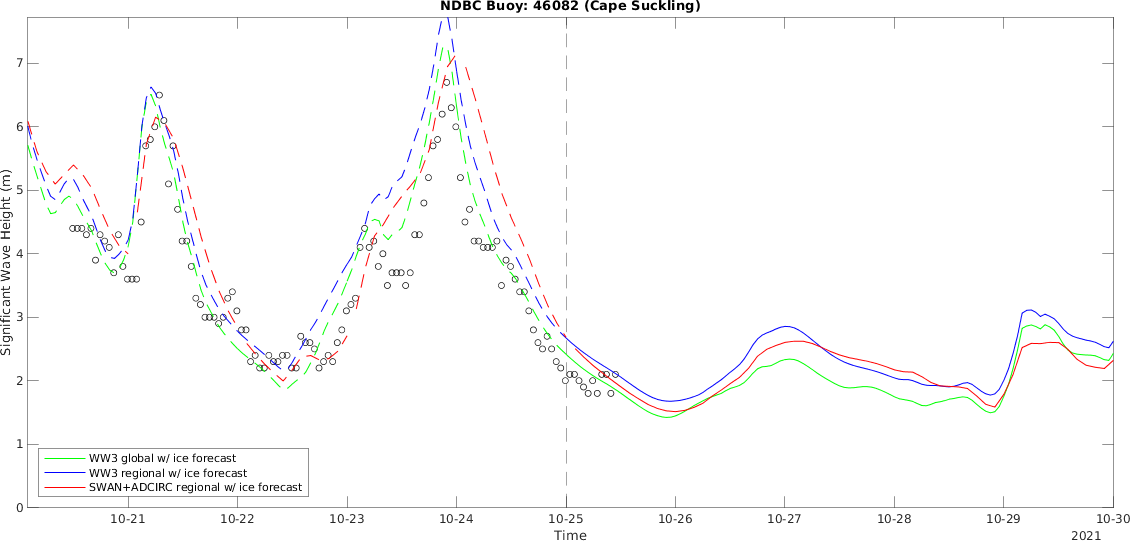 NDBC Buoy: 46082 (Cape Suckling)
Significant Wave Height (m)
7
6
5
4
3
2
1
0
WW3 global w/ ice forecast
WW3 regional w/ ice forecast
SWAN+ADCIRC regional w/ ice forecast
10-21 10-22 10-23 10-24 10-25 10-26 10-27 10-28 10-29 10-30
Time
2021